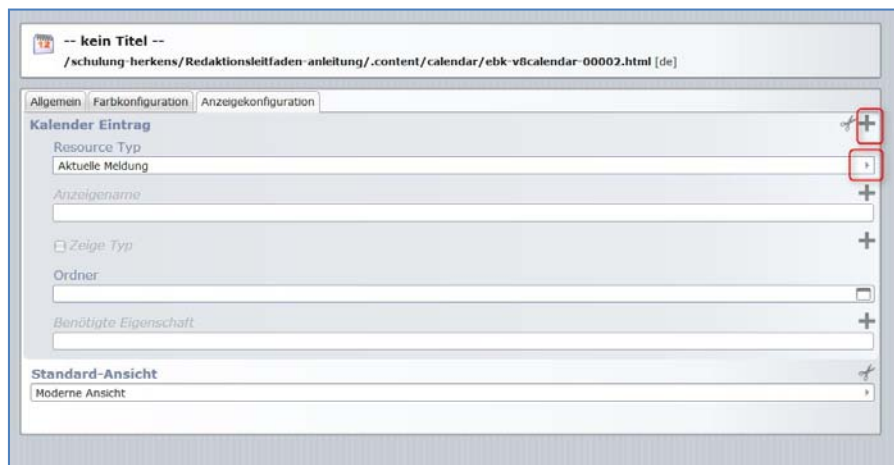 -- kein Titel --
/schulung-herkens/Redaktionsleitfaden-anleitung/.content/calendar/ebk-v8calendar-00002.html [de]
Allgemein Farbkonfiguration Anzeigekonfiguration
Kalender Eintrag
Resource Typ
Aktuelle Meldung
Anzeigename
Zeige Typ
Ordner
Benötigte Eigenschaft
Standard-Ansicht
Moderne Ansicht